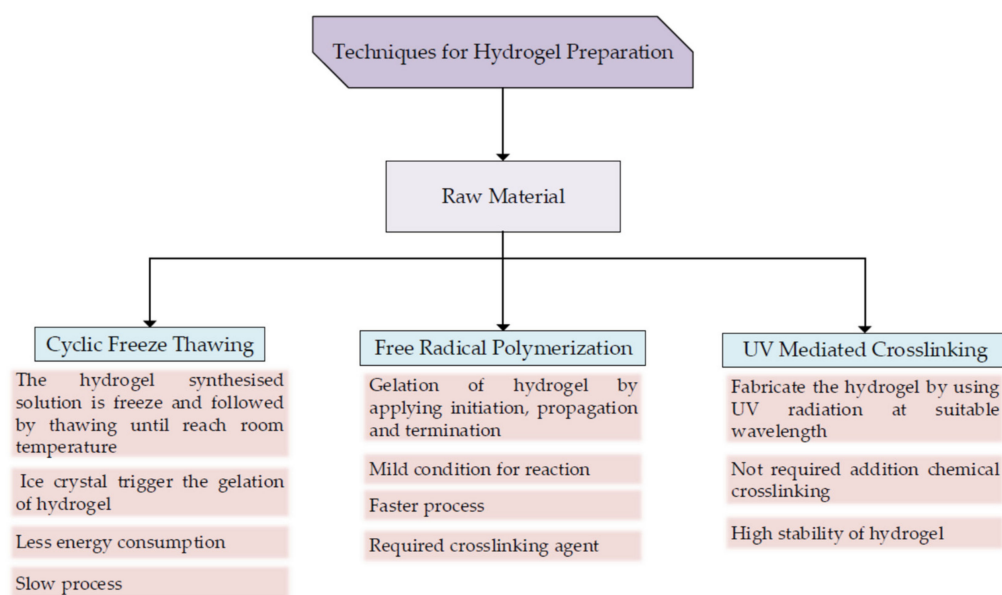 Techniques for Hydrogel Preparation
Raw Material
Cyclic Freeze Thawing
The hydrogel synthesised
solution is freeze and followed
by thawing until reach room
temperature
Ice crystal trigger the gelation
of hydrogel
Less energy consumption
Slow process
Free Radical Polymerization
Gelation of hydrogel by
applying initiation, propagation
and termination
Mild condition for reaction
Faster process
Required crosslinking agent
UV Mediated Crosslinking
Fabricate the hydrogel by using
UV radiation at suitable
wavelength
Not required addition chemical
crosslinking
High stability of hydrogel